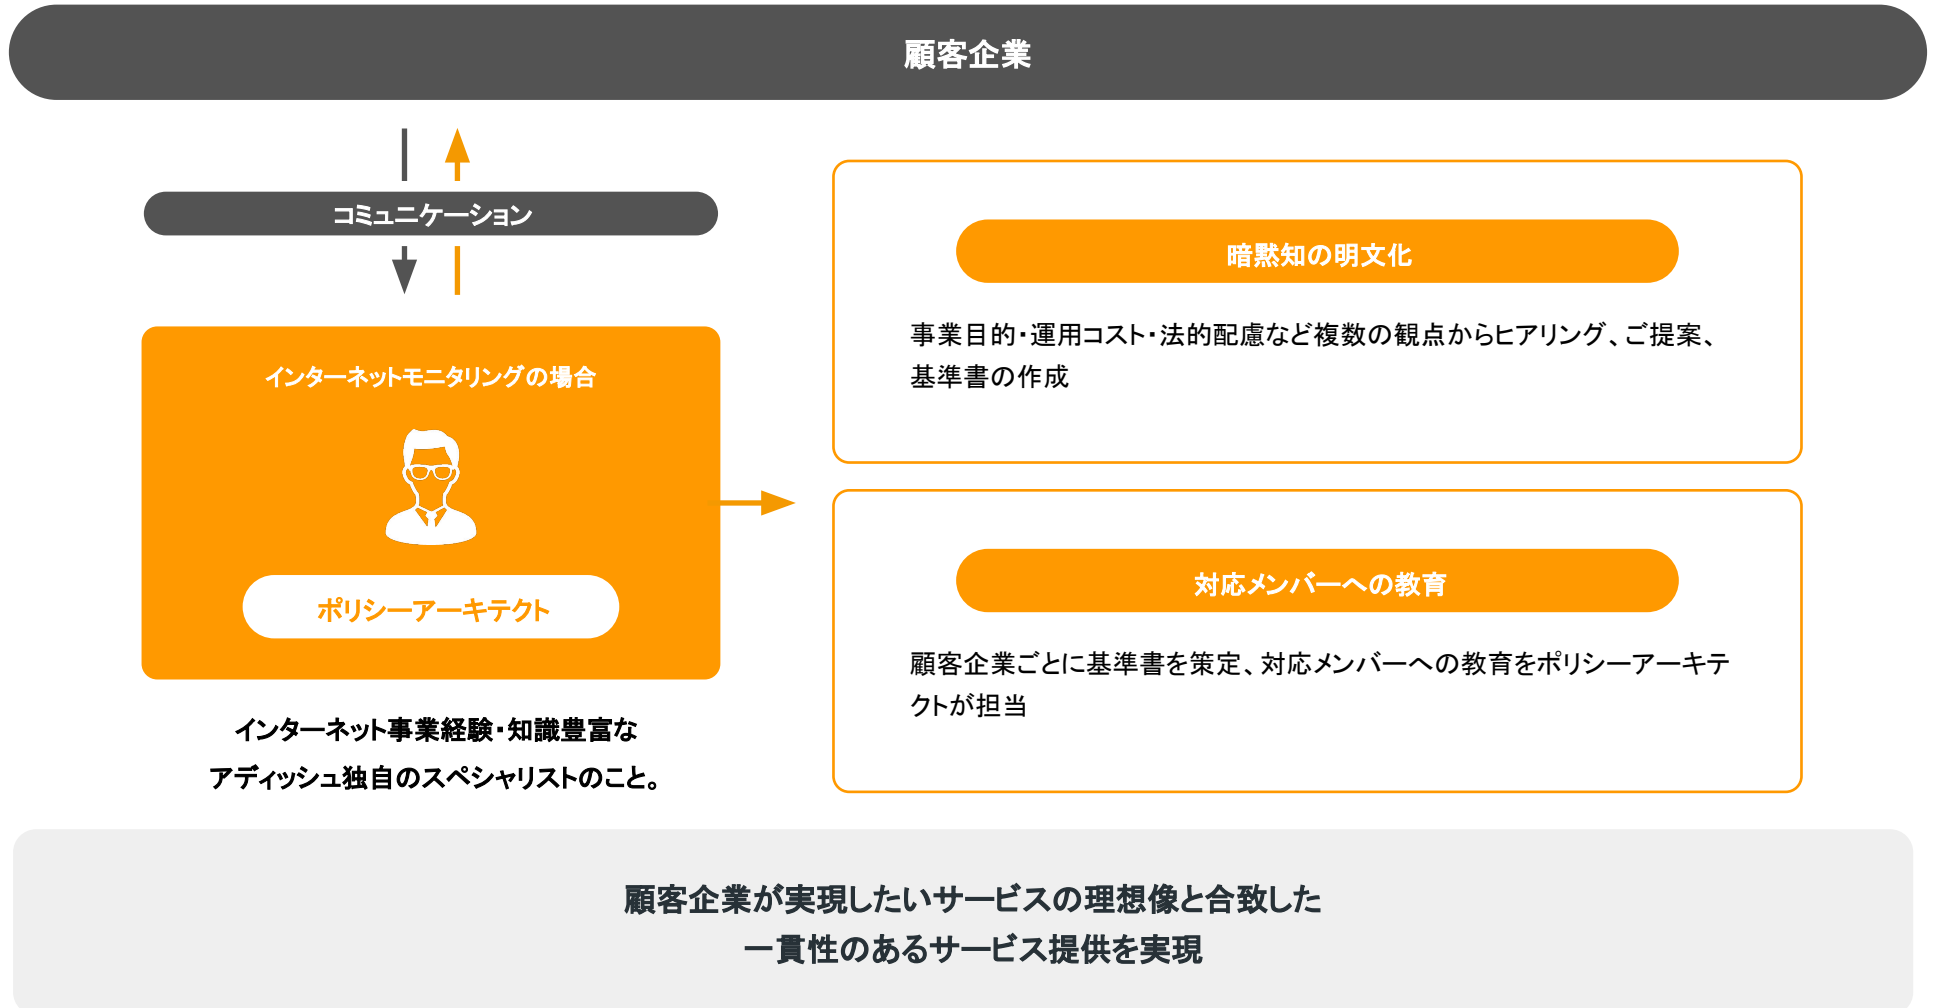 顧客企業
コミュニケーション
インターネットモニタリングの場合
ポリシーアーキテクト
インターネット事業経験・知識豊富な
アディッシュ独自のスペシャリストのこと。
暗黙知の明文化
事業目的・運用コスト・法的配慮など複数の観点からヒアリング、ご提案、
基準書の作成
対応メンバーへの教育
顧客企業ごとに基準書を策定、対応メンバーへの教育をポリシーアーキテ
クトが担当
顧客企業が実現したいサービスの理想像と合致した
一貫性のあるサービス提供を実現